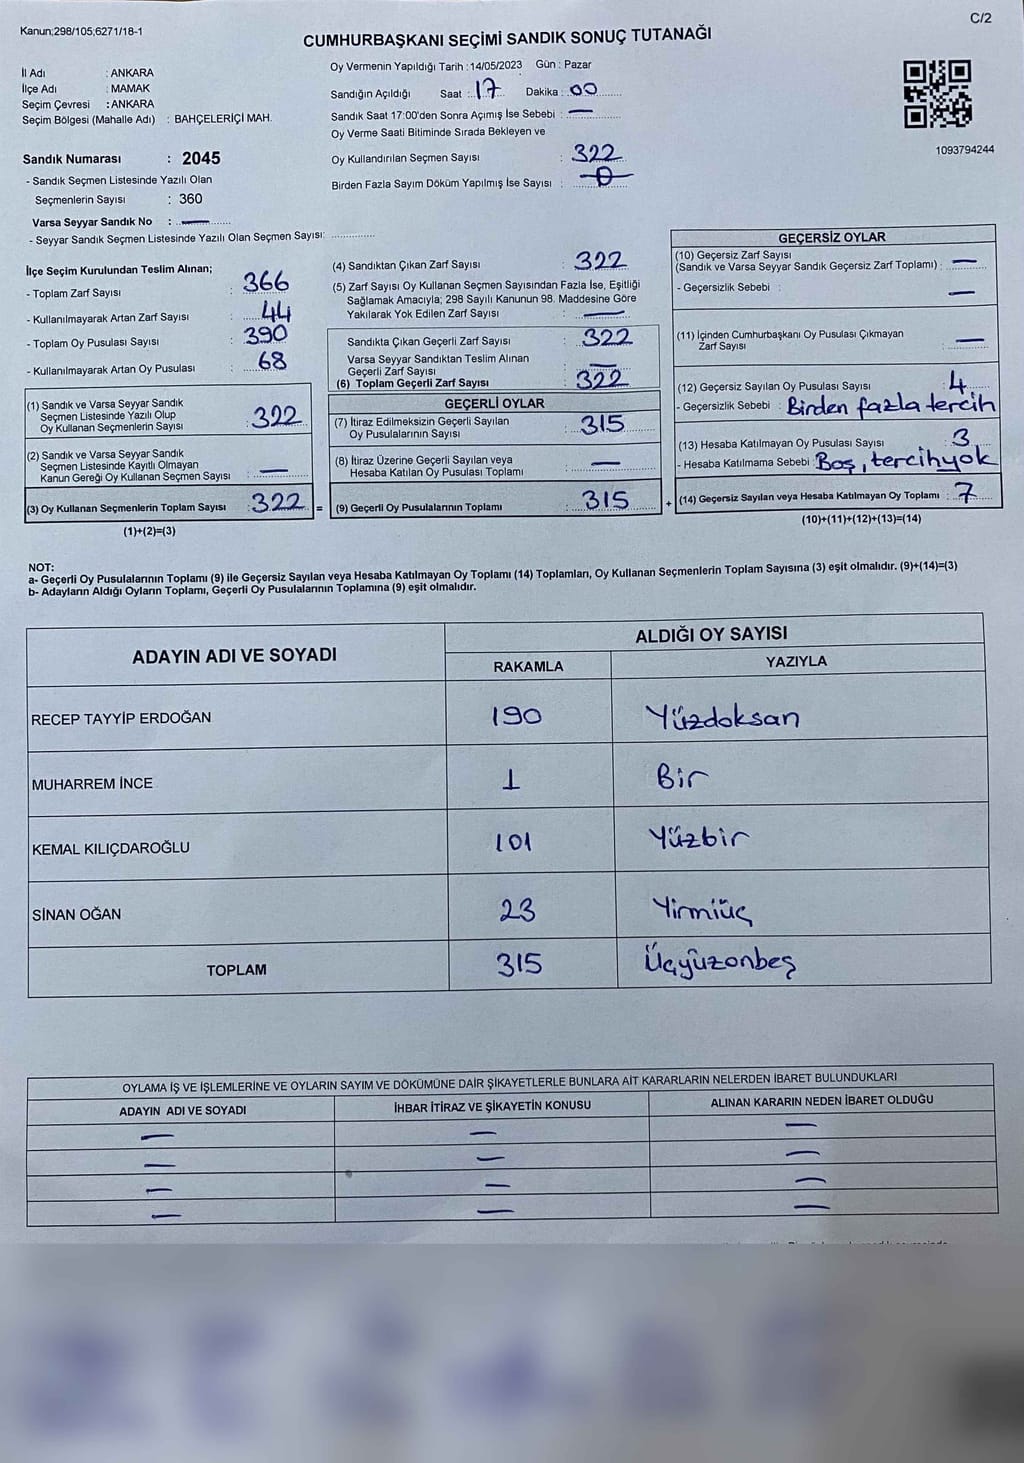 Kanun;298/105;6271/18-1
C/2
CUMHURBAŞKANI SEÇİMİ SANDIK SONUÇ TUTANAĞI
İl Adı : ANKARA
İlçe Adı : MAMAK
Seçim Çevresi : ANKARA
Seçim Bölgesi (Mahalle Adı) : BAHÇELERİÇİ MAH.
Sandık Numarası : 2045
- Sandık Seçmen Listesinde Yazılı Olan
Seçmenlerin Sayısı : 360
Varsa Seyyar Sandık No : —
- Seyyar Sandık Seçmen Listesinde Yazılı Olan Seçmen Sayısı: ..............
Oy Vermenin Yapıldığı Tarih :14/05/2023 Gün : Pazar
Sandığın Açıldığı Saat : 17 Dakika : 00
Sandık Saat 17:00'den Sonra Açımış İse Sebebi : —
Oy Verme Saati Bitiminde Sırada Bekleyen ve
Oy Kullandırılan Seçmen Sayısı : 322
Birden Fazla Sayım Döküm Yapılmış İse Sayısı : 0
1093794244
İlçe Seçim Kurulundan Teslim Alınan;
- Toplam Zarf Sayısı : 366
- Kullanılmayarak Artan Zarf Sayısı : 44
- Toplam Oy Pusulası Sayısı : 390
- Kullanılmayarak Artan Oy Pusulası : 68
(1) Sandık ve Varsa Seyyar Sandık
Seçmen Listesinde Yazılı Olup
Oy Kullanan Seçmenlerin Sayısı : 322
(2) Sandık ve Varsa Seyyar Sandık
Seçmen Listesinde Kayıtlı Olmayan
Kanun Gereği Oy Kullanan Seçmen Sayısı : —
(3) Oy Kullanan Seçmenlerin Toplam Sayısı : 322 =
(1)+(2)=(3)
(4) Sandıktan Çıkan Zarf Sayısı : 322
(5) Zarf Sayısı Oy Kullanan Seçmen Sayısından Fazla İse, Eşitliği
Sağlamak Amacıyla; 298 Sayılı Kanunun 98. Maddesine Göre
Yakılarak Yok Edilen Zarf Sayısı : —
Sandıkta Çıkan Geçerli Zarf Sayısı : 322
Varsa Seyyar Sandıktan Teslim Alınan
Geçerli Zarf Sayısı : —
(6) Toplam Geçerli Zarf Sayısı : 322
GEÇERLİ OYLAR
(7) İtiraz Edilmeksizin Geçerli Sayılan
Oy Pusulalarının Sayısı : 315
(8) İtiraz Üzerine Geçerli Sayılan veya
Hesaba Katılan Oy Pusulası Toplamı : —
(9) Geçerli Oy Pusulalarının Toplamı : 315 +
GEÇERSİZ OYLAR
(10) Geçersiz Zarf Sayısı
(Sandık ve Varsa Seyyar Sandık Geçersiz Zarf Toplamı) : —
- Geçersizlik Sebebi : —
(11) İçinden Cumhurbaşkanı Oy Pusulası Çıkmayan
Zarf Sayısı : —
(12) Geçersiz Sayılan Oy Pusulası Sayısı : 4
- Geçersizlik Sebebi : Birden fazla tercih
(13) Hesaba Katılmayan Oy Pusulası Sayısı : 3
- Hesaba Katılmama Sebebi : Boş, tercihyok
(14) Geçersiz Sayılan veya Hesaba Katılmayan Oy Toplamı : 7
(10)+(11)+(12)+(13)=(14)
NOT:
a- Geçerli Oy Pusulalarının Toplamı (9) ile Geçersiz Sayılan veya Hesaba Katılmayan Oy Toplamı (14) Toplamları, Oy Kullanan Seçmenlerin Toplam Sayısına (3) eşit olmalıdır. (9)+(14)=(3)
b- Adayların Aldığı Oyların Toplamı, Geçerli Oy Pusulalarının Toplamına (9) eşit olmalıdır.
ADAYIN ADI VE SOYADI ALDIĞI OY SAYISI
RAKAMLA YAZIYLA
RECEP TAYYİP ERDOĞAN 190 Yüzdoksan
MUHARREM İNCE 1 Bir
KEMAL KILIÇDAROĞLU 101 Yüzbir
SİNAN OĞAN 23 Yirmiüç
TOPLAM 315 Üçyüzonbeş
OYLAMA İŞ VE İŞLEMLERİNE VE OYLARIN SAYIM VE DÖKÜMÜNE DAİR ŞİKAYETLERLE BUNLARA AİT KARARLARIN NELERDEN İBARET BULUNDUKLARI
ADAYIN ADI VE SOYADI İHBAR İTİRAZ VE ŞİKAYETİN KONUSU ALINAN KARARIN NEDEN İBARET OLDUĞU
— — —
— — —
— — —
— — —